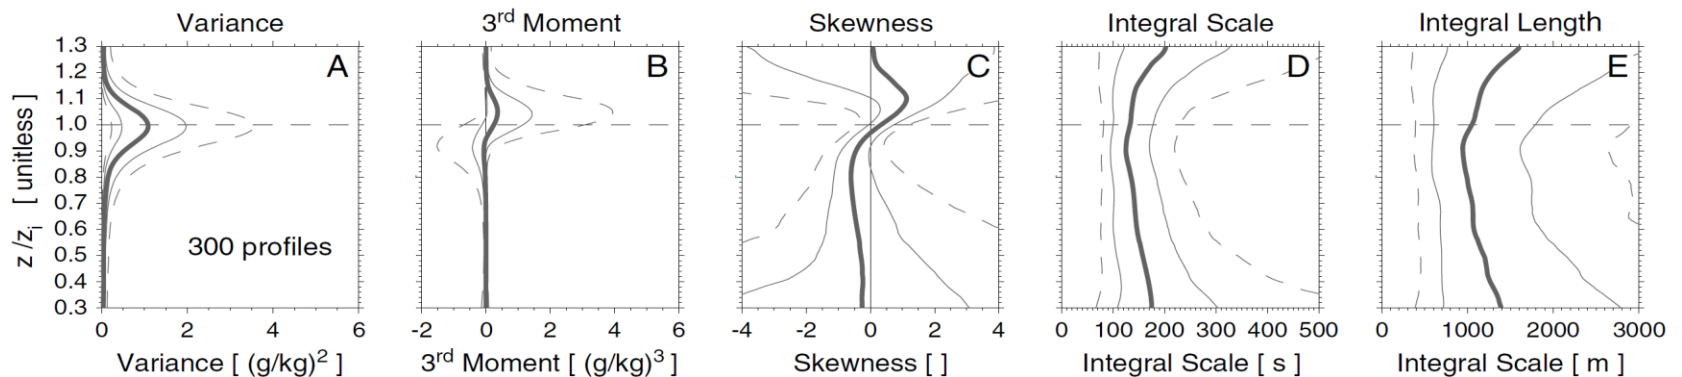 Variance
3rd Moment
Skewness
Integral Scale
Integral Length
z/zi [ unitless ]
1.3
1.2
1.1
1.0
0.9
0.8
0.7
0.6
0.5
0.4
0.3
A
B
C
D
E
300 profiles
0 2 4 6
-2 0 2 4 6
-4 -2 0 2 4
0 100 200 300 400 500
0 1000 2000 3000
Variance [ (g/kg)2 ]
3rd Moment [ (g/kg)3 ]
Skewness [ ]
Integral Scale [ s ]
Integral Scale [ m ]